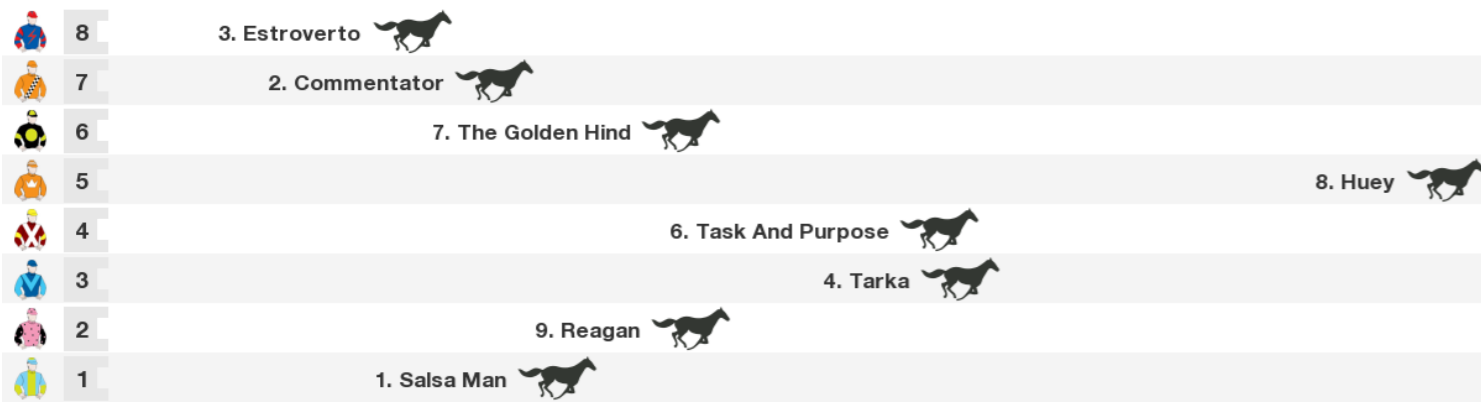 8 3. Estroverto
7 2. Commentator
6 7. The Golden Hind
5 8. Huey
4 6. Task And Purpose
3 4. Tarka
2 9. Reagan
1 1. Salsa Man